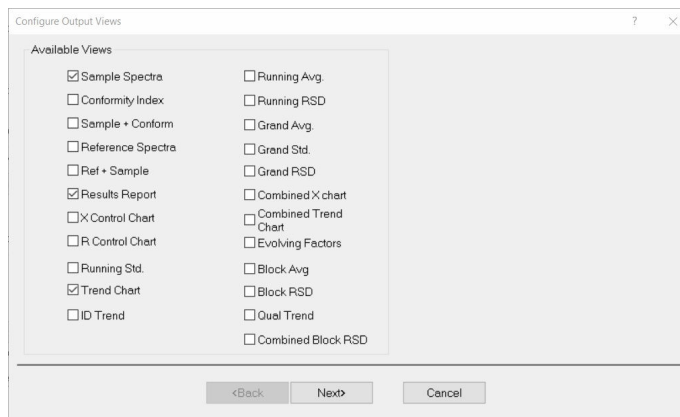 Configure Output Views
?
Available Views
Sample Spectra
Conformity Index
Sample + Conform
Reference Spectra
Ref + Sample
Results Report
X Control Chart
R Control Chart
Running Std.
Trend Chart
ID Trend
Running Avg.
Running RSD
Grand Avg.
Grand Std.
Grand RSD
Combined X chart
Combined Trend
Chart
Evolving Factors
Block Avg
Block RSD
Qual Trend
Combined Block RSD
<Back
Next>
Cancel